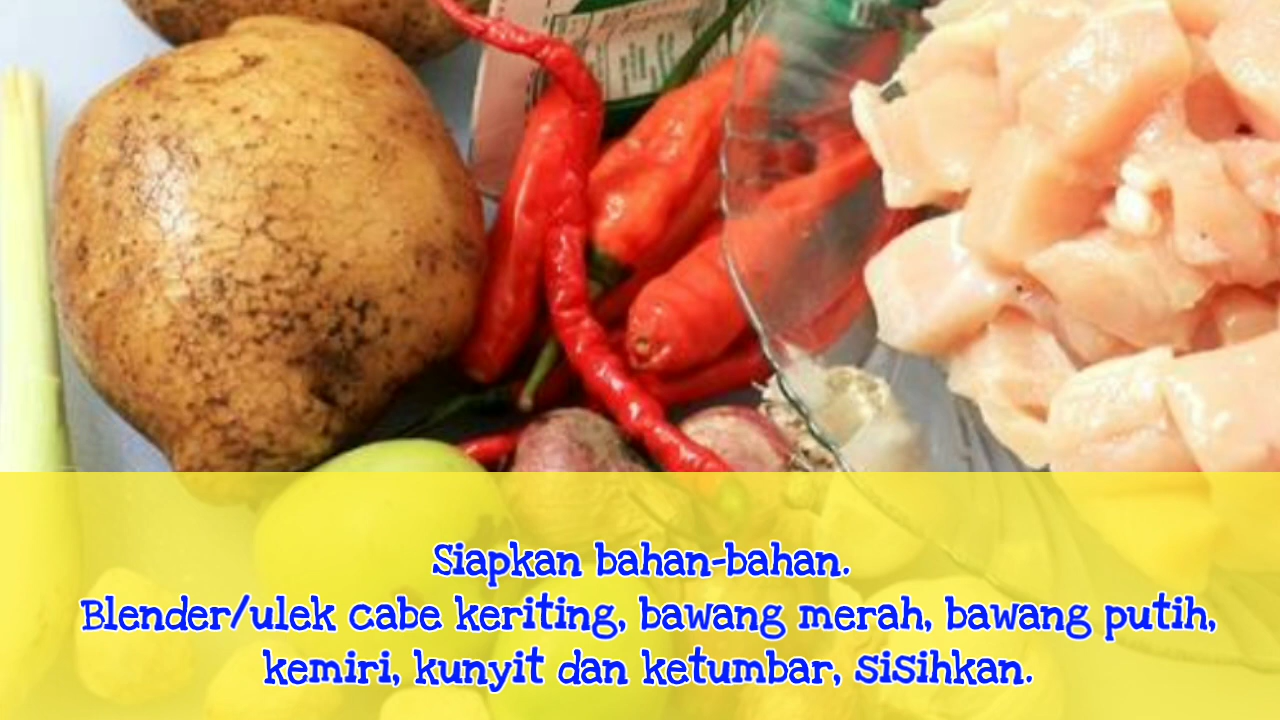 Siapkan bahan-bahan.
Blender/ulek cabe keriting, bawang merah, bawang putih,
kemiri, kunyit dan ketumbar, sisihkan.